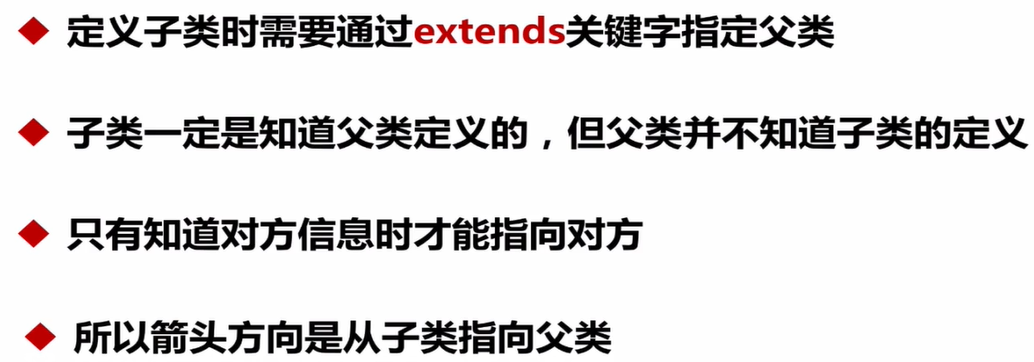 定义子类时需要通过extends关键字指定父类
子类一定是知道父类定义的，但父类并不知道子类的定义
只有知道对方信息时才能指向对方
所以箭头方向是从子类指向父类